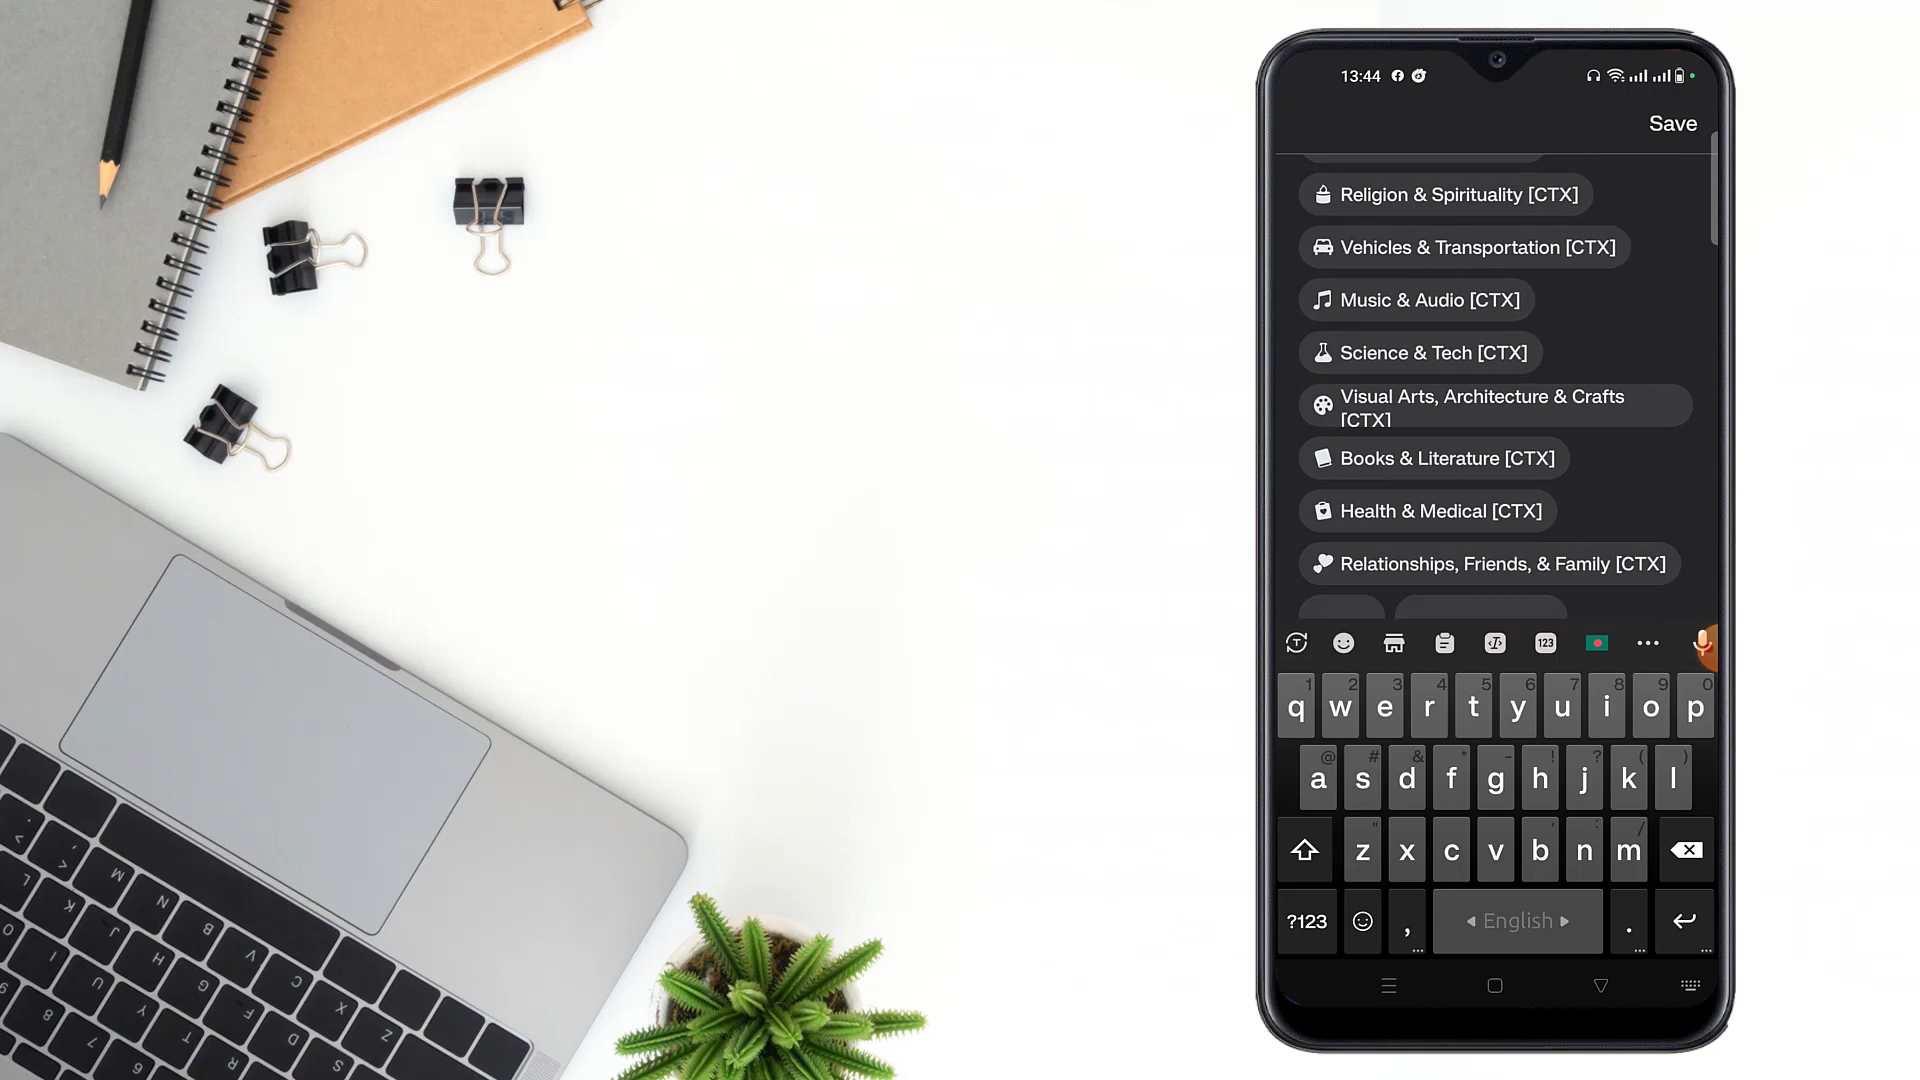 13:44
Save
Religion & Spirituality [CTX]
Vehicles & Transportation [CTX]
Music & Audio [CTX]
Science & Tech [CTX]
Visual Arts, Architecture & Crafts
[CTX]
Books & Literature [CTX]
Health & Medical [CTX]
Relationships, Friends, & Family [CTX]
T 123
1 2 3 4 5 6 7 8 9 0
q w e r t y u i o p
@ # & * - ! ? ( )
a s d f g h j k l
" ' : /
z x c v b n m
?123 , English .